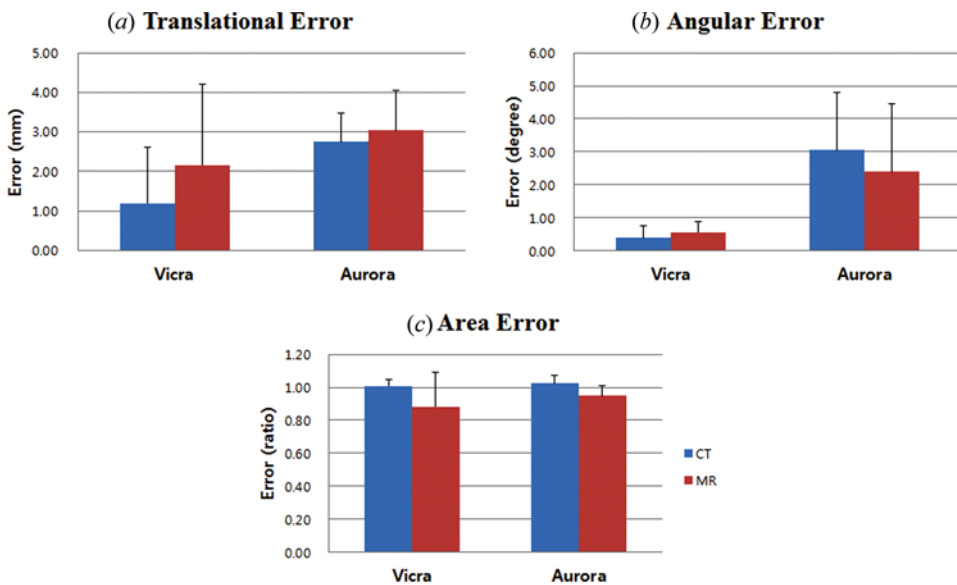 (a) Translational Error
5.00
4.00
3.00
2.00
1.00
0.00
Error (mm)
Vicra
Aurora
(b) Angular Error
6.00
5.00
4.00
3.00
2.00
1.00
0.00
Error (degree)
Vicra
Aurora
(c) Area Error
1.20
1.00
0.80
0.60
0.40
0.20
0.00
Error (ratio)
Vicra
Aurora
CT
MR